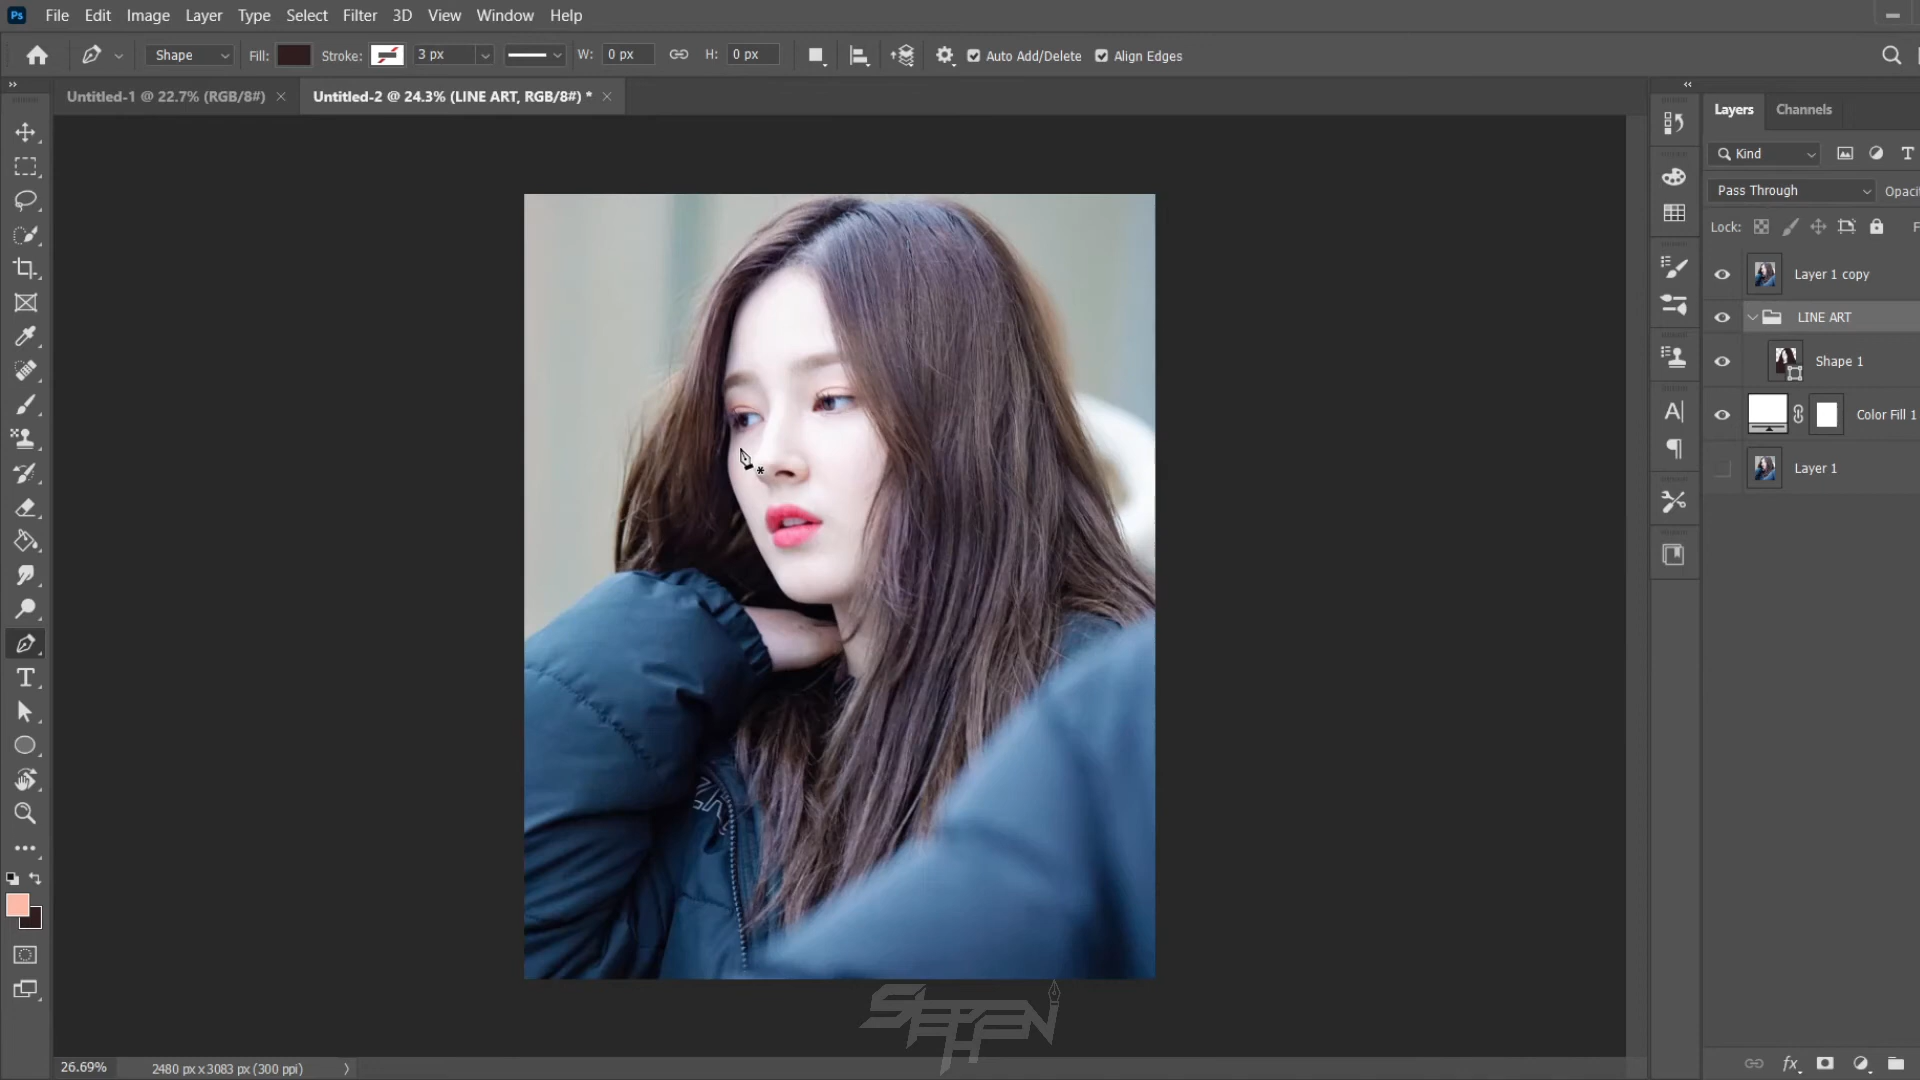 Ps File Edit Image Layer Type Select Filter 3D View Window Help
Shape Fill: Stroke: 3 px W: 0 px H: 0 px Auto Add/Delete Align Edges
Untitled-1 @ 22.7% (RGB/8#) × Untitled-2 @ 24.3% (LINE ART, RGB/8#) * ×
Layers Channels
Kind
Pass Through Opaci
Lock: F
Layer 1 copy
LINE ART
Shape 1
Color Fill 1
Layer 1
SEPHEN
26.69% 2480 px x 3083 px (300 ppi)
fx